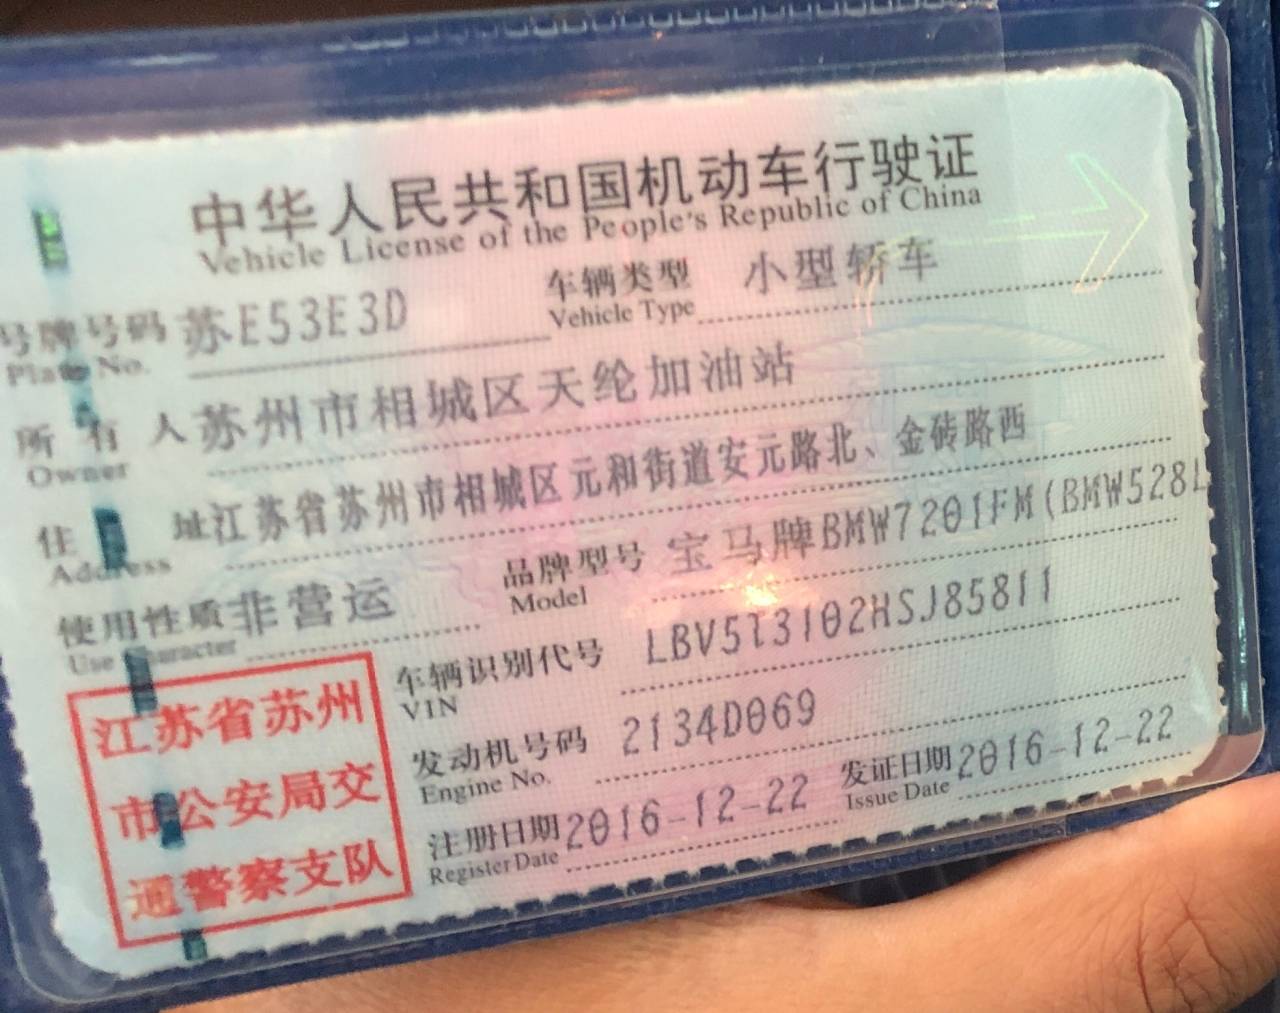 中华人民共和国机动车行驶证
Vehicle License of the People's Republic of China
号牌号码 苏E53E3D 车辆类型 小型轿车
Plate No. Vehicle Type
所有人 苏州市相城区天纶加油站
Owner
住址 江苏省苏州市相城区元和街道安元路北、金砖路西
Address
使用性质 非营运 品牌型号 宝马牌BMW7201FM(BMW528L
Use Character Model
车辆识别代号 LBV5T3102HSJ85811
VIN
发动机号码 2134D069
Engine No.
注册日期 2016-12-22 发证日期 2016-12-22
Register Date Issue Date
江苏省苏州
市公安局交
通警察支队